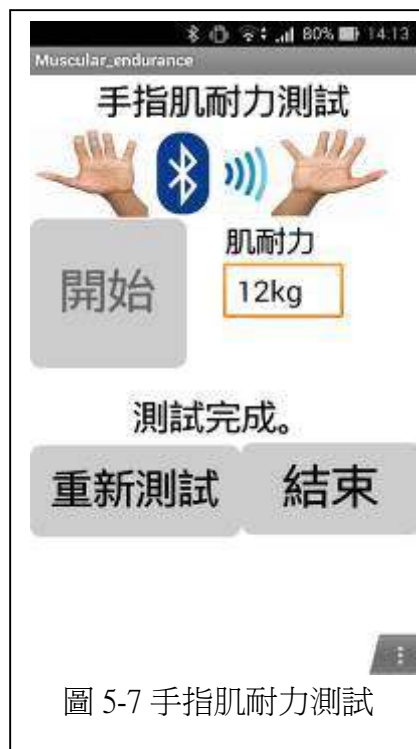 80% 14:13
Muscular_endurance
手指肌耐力測試
肌耐力
開始
12kg
測試完成。
重新測試 結束
圖 5-7 手指肌耐力測試